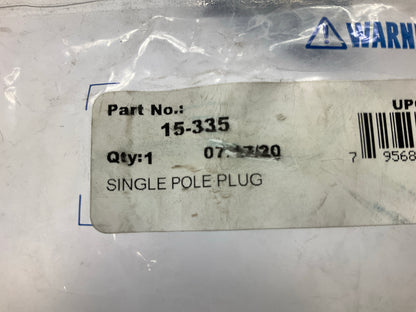 WARN
Part No.:
15-335
UP
Qty:1
7 9568
SINGLE POLE PLUG